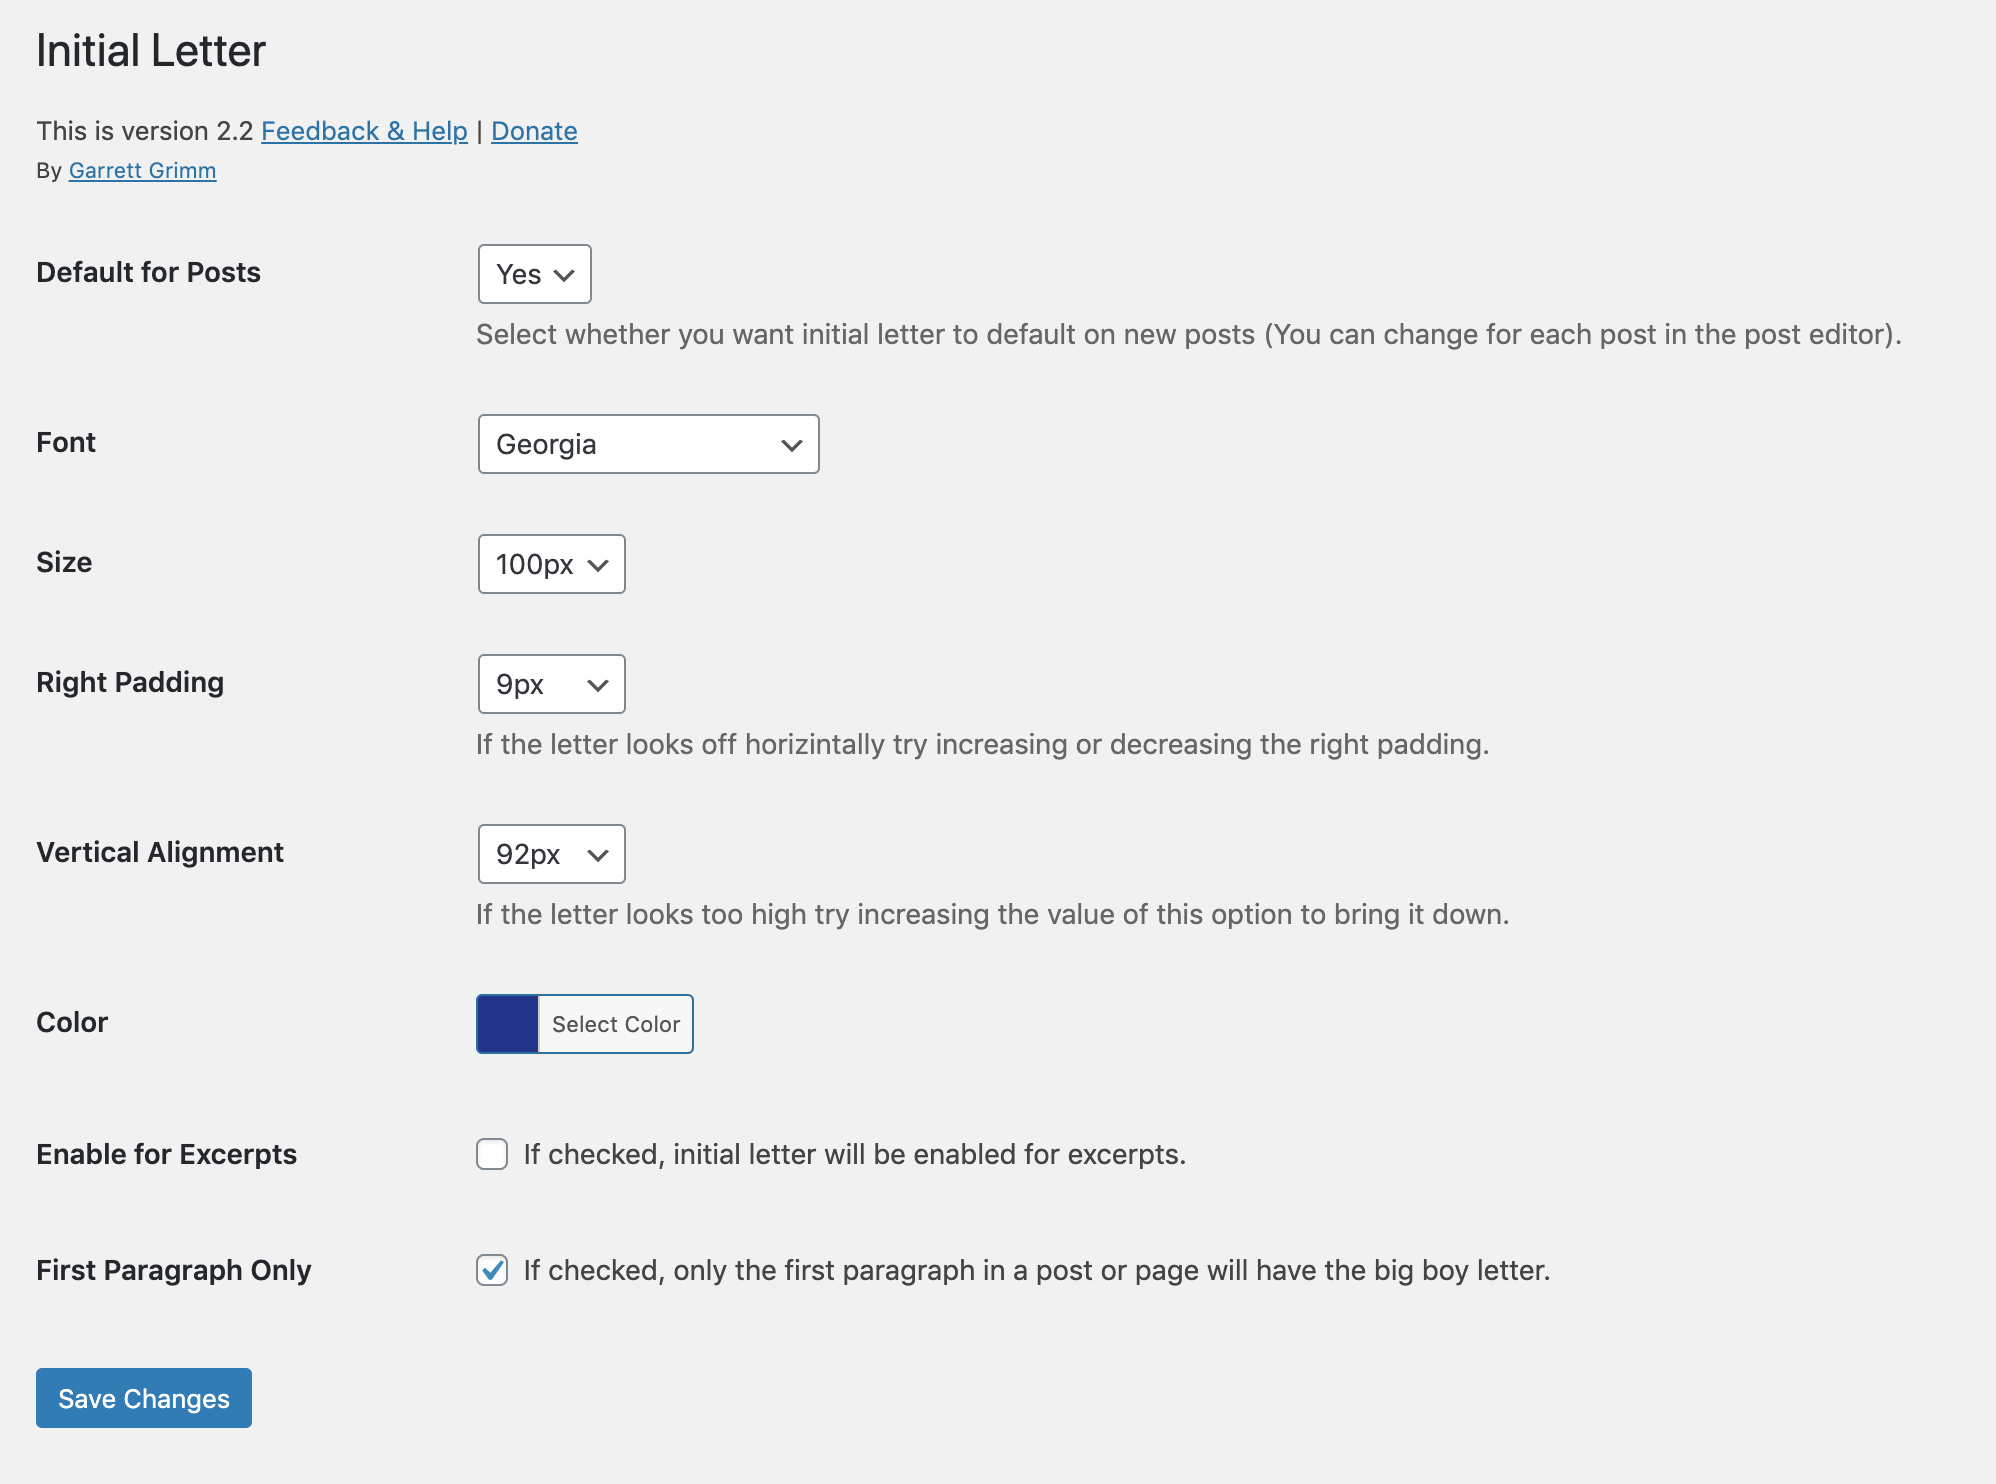 Initial Letter
This is version 2.2 Feedback & Help | Donate
By Garrett Grimm
Default for Posts
Yes
Select whether you want initial letter to default on new posts (You can change for each post in the post editor).
Font
Georgia
Size
100px
Right Padding
9px
If the letter looks off horizintally try increasing or decreasing the right padding.
Vertical Alignment
92px
If the letter looks too high try increasing the value of this option to bring it down.
Color
Select Color
Enable for Excerpts
If checked, initial letter will be enabled for excerpts.
First Paragraph Only
If checked, only the first paragraph in a post or page will have the big boy letter.
Save Changes